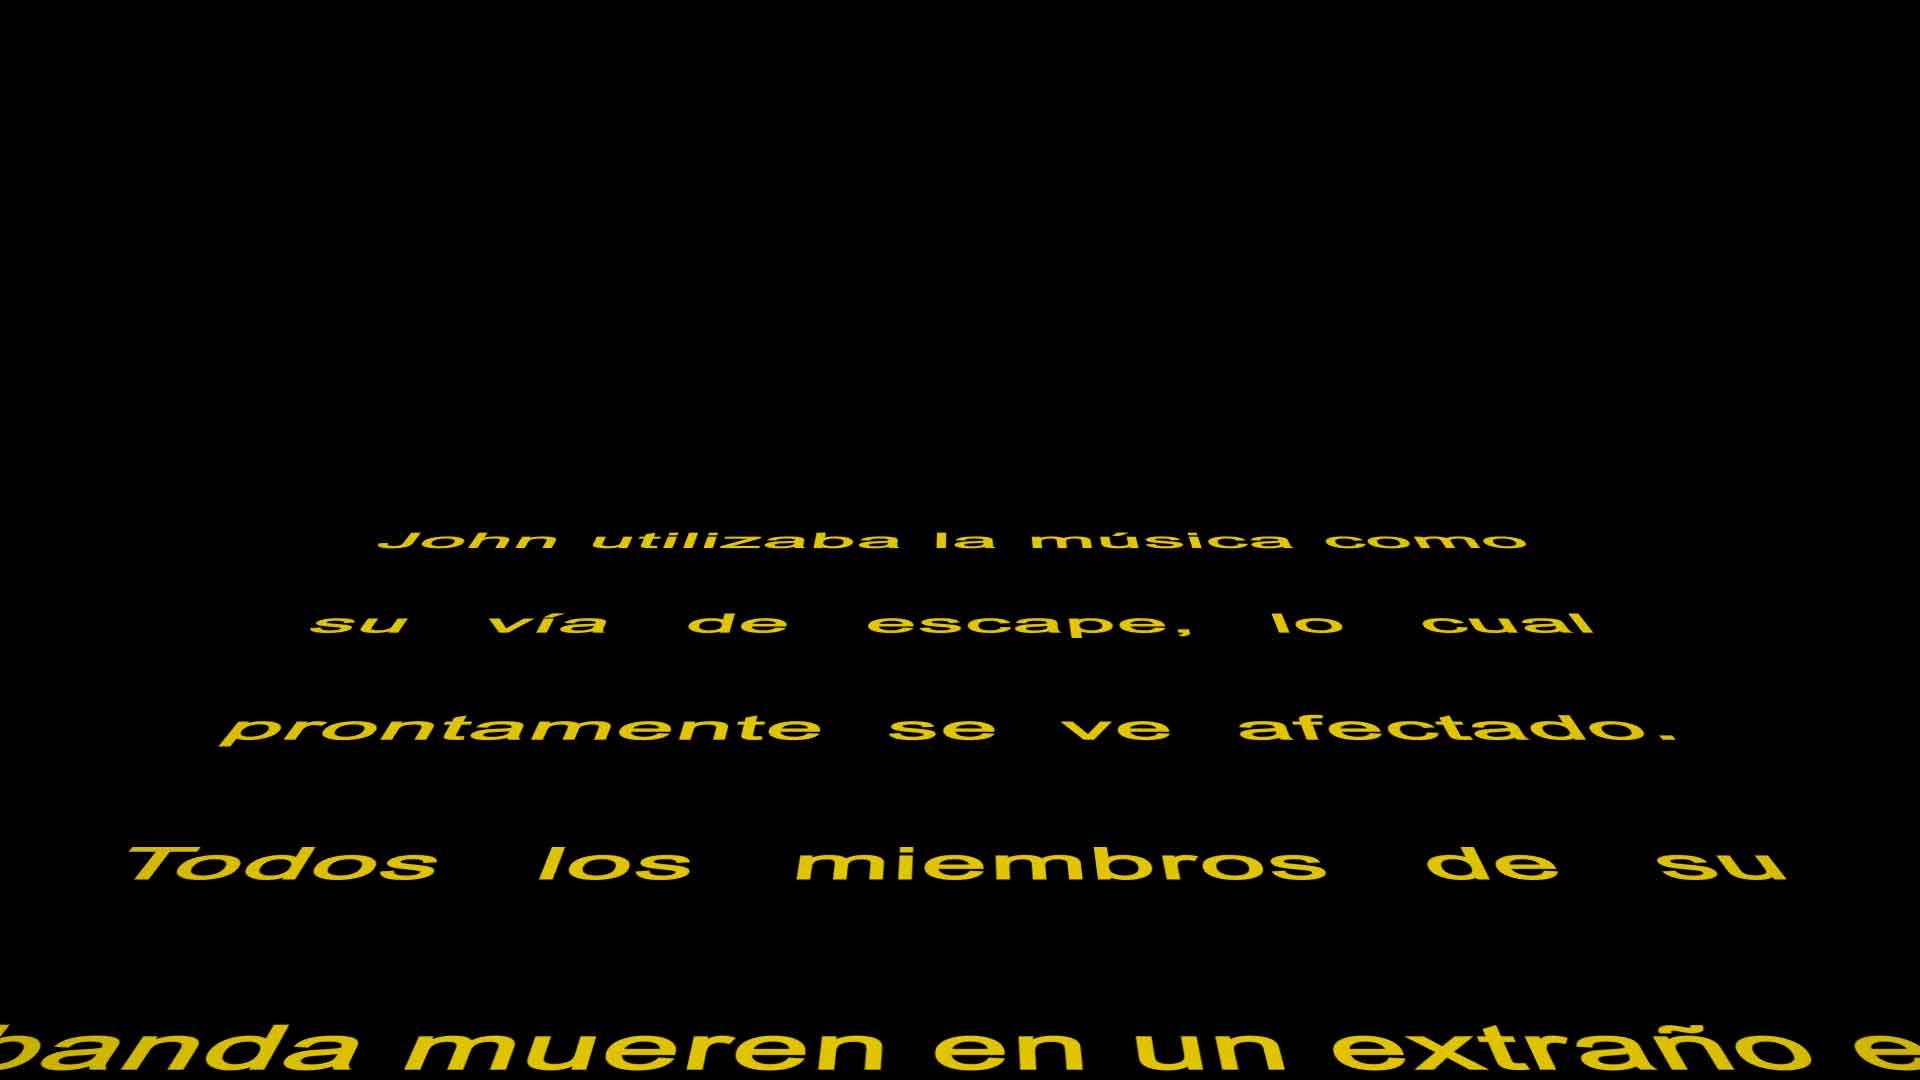 John utilizaba la música como
su vía de escape, lo cual
prontamente se ve afectado.
Todos los miembros de su
banda mueren en un extraño e